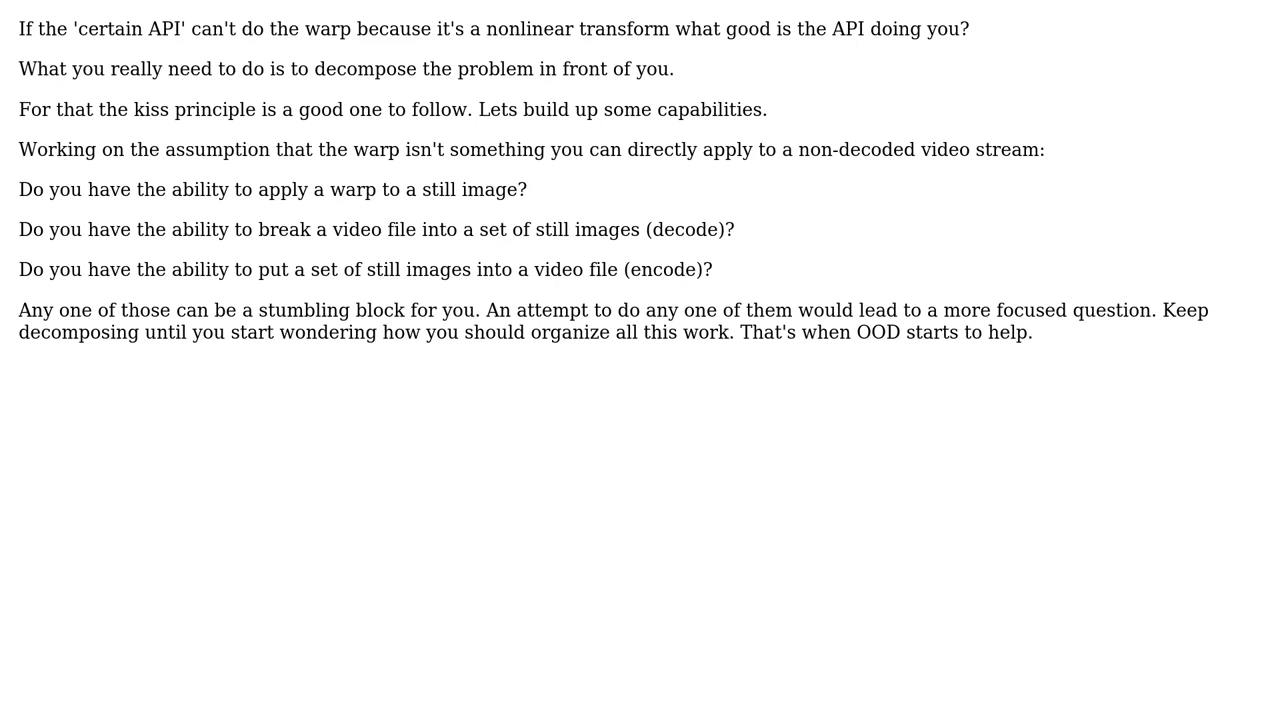 If the 'certain API' can't do the warp because it's a nonlinear transform what good is the API doing you?
What you really need to do is to decompose the problem in front of you.
For that the kiss principle is a good one to follow. Lets build up some capabilities.
Working on the assumption that the warp isn't something you can directly apply to a non-decoded video stream:
Do you have the ability to apply a warp to a still image?
Do you have the ability to break a video file into a set of still images (decode)?
Do you have the ability to put a set of still images into a video file (encode)?
Any one of those can be a stumbling block for you. An attempt to do any one of them would lead to a more focused question. Keep
decomposing until you start wondering how you should organize all this work. That's when OOD starts to help.